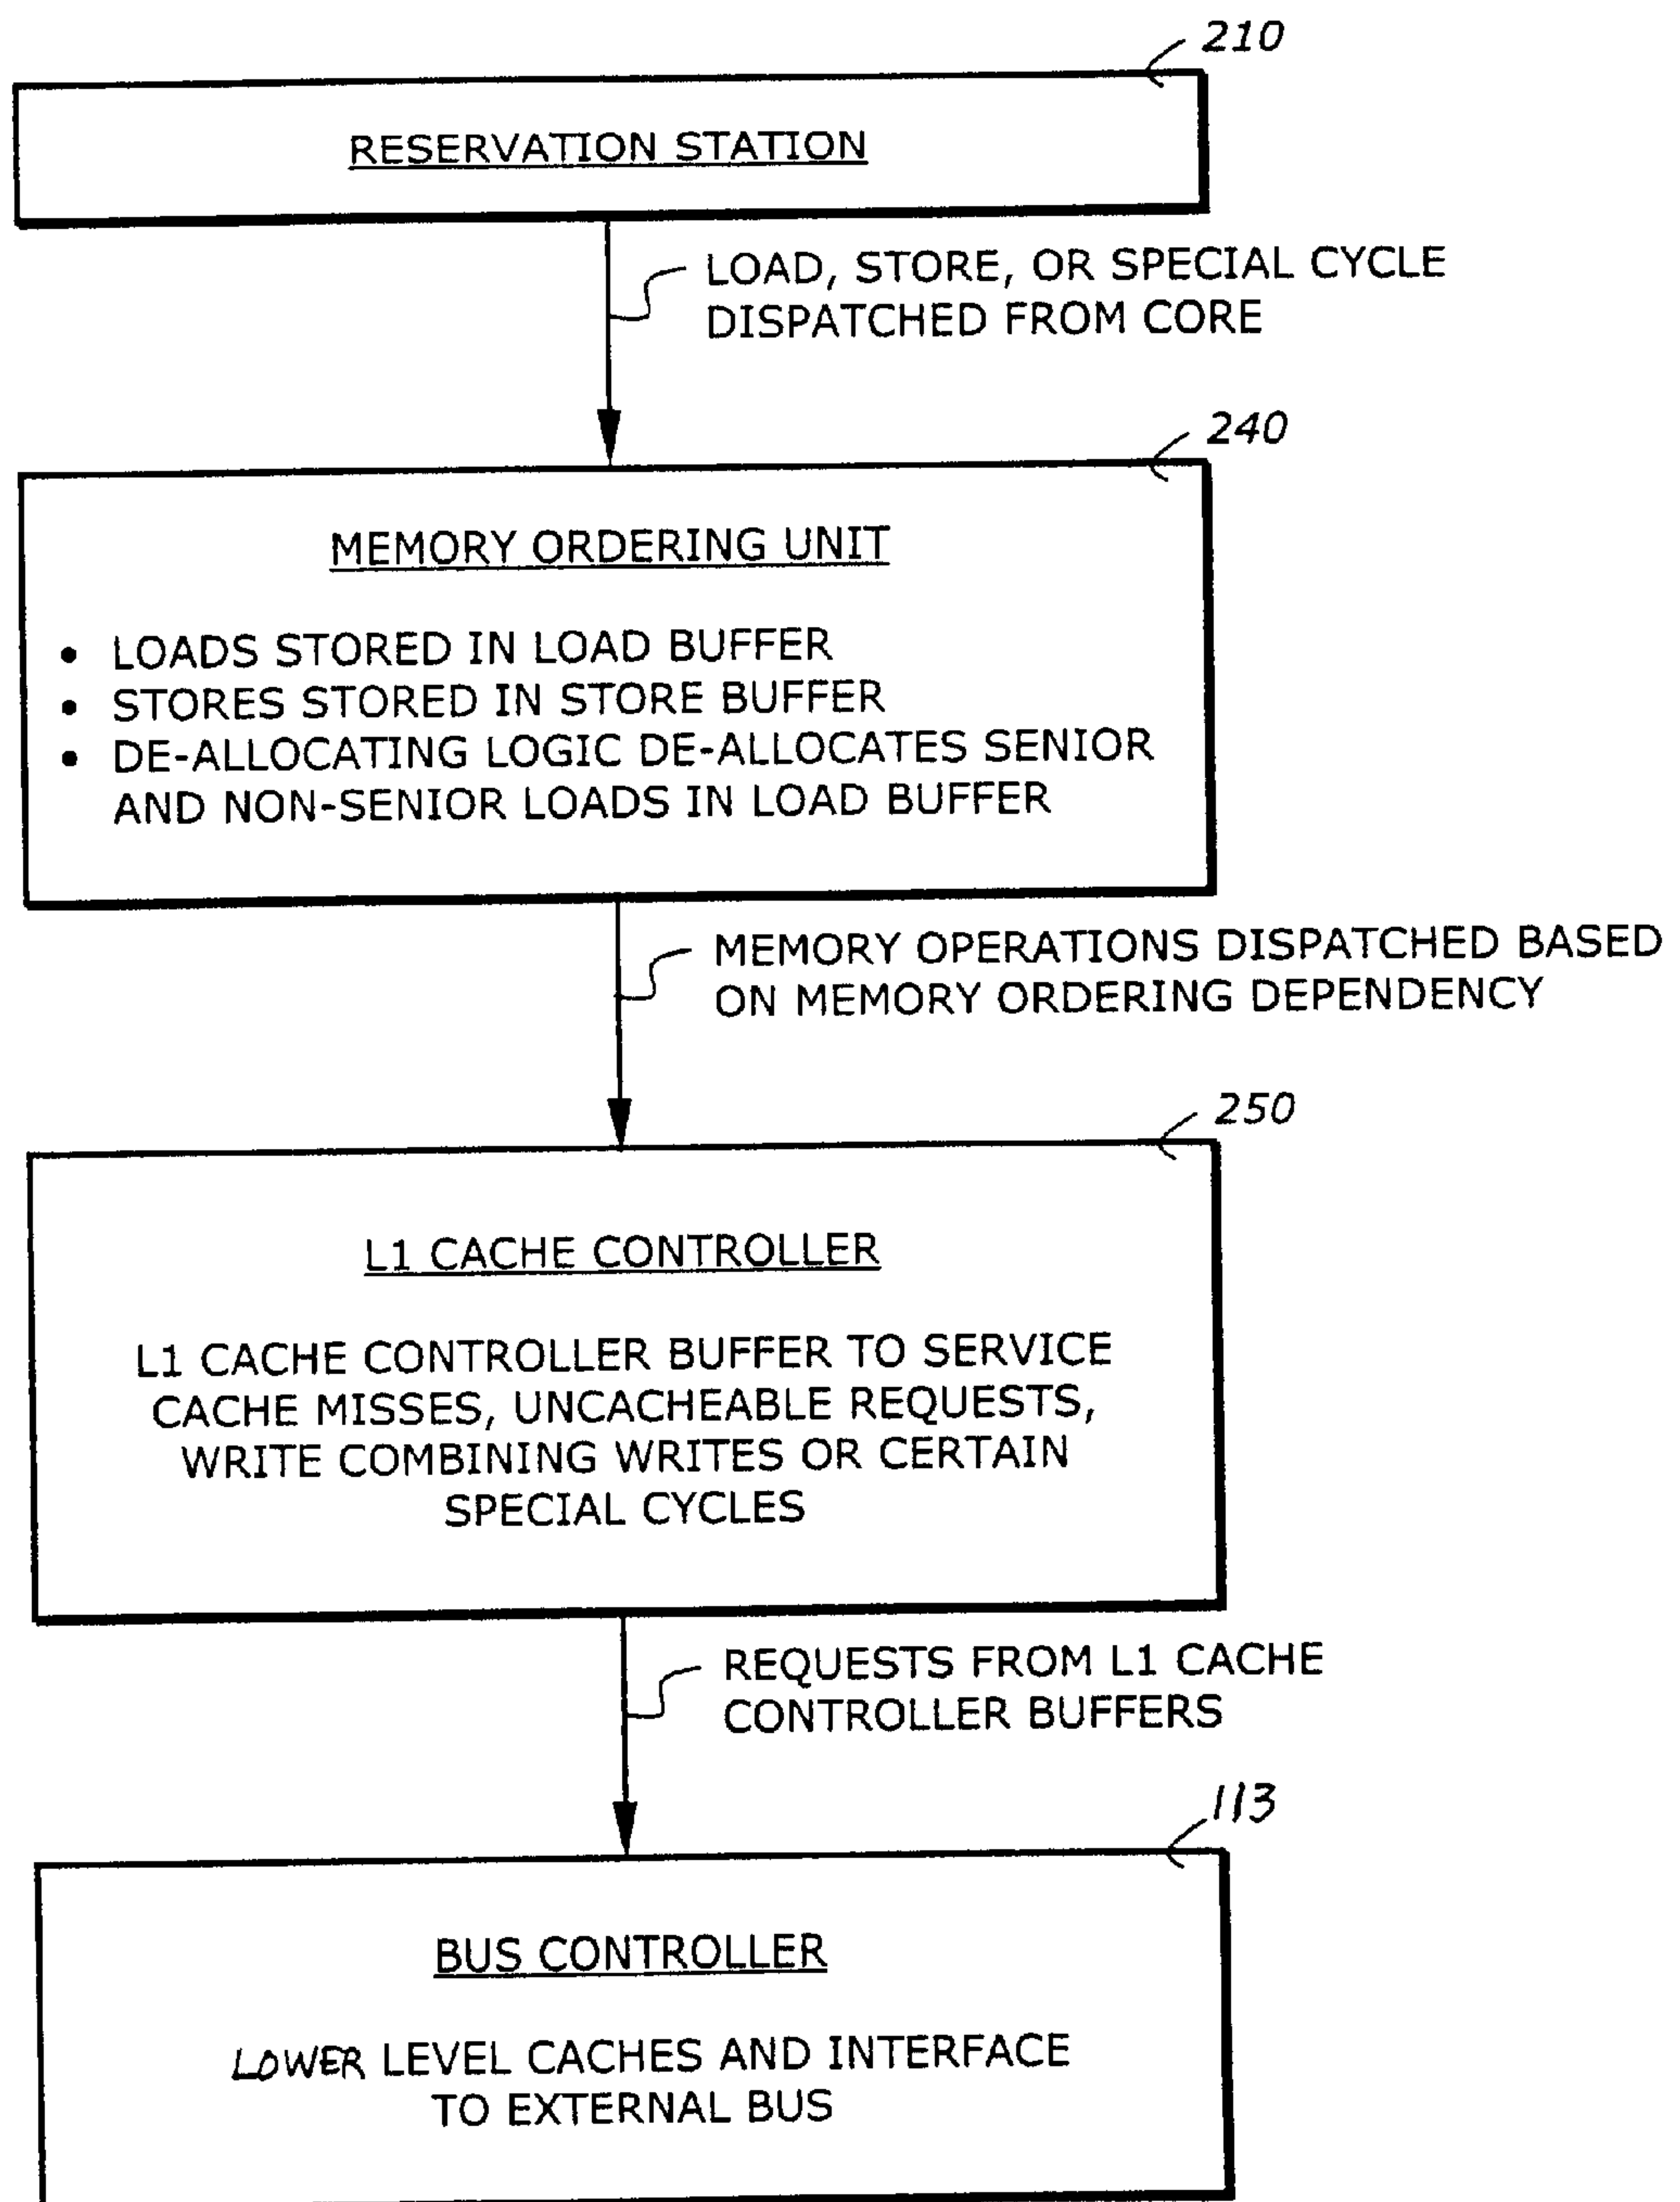 210
RESERVATION STATION
LOAD, STORE, OR SPECIAL CYCLE
DISPATCHED FROM CORE
240
MEMORY ORDERING UNIT
• LOADS STORED IN LOAD BUFFER
• STORES STORED IN STORE BUFFER
• DE-ALLOCATING LOGIC DE-ALLOCATES SENIOR
AND NON-SENIOR LOADS IN LOAD BUFFER
MEMORY OPERATIONS DISPATCHED BASED
ON MEMORY ORDERING DEPENDENCY
250
L1 CACHE CONTROLLER
L1 CACHE CONTROLLER BUFFER TO SERVICE
CACHE MISSES, UNCACHEABLE REQUESTS,
WRITE COMBINING WRITES OR CERTAIN
SPECIAL CYCLES
REQUESTS FROM L1 CACHE
CONTROLLER BUFFERS
113
BUS CONTROLLER
LOWER LEVEL CACHES AND INTERFACE
TO EXTERNAL BUS